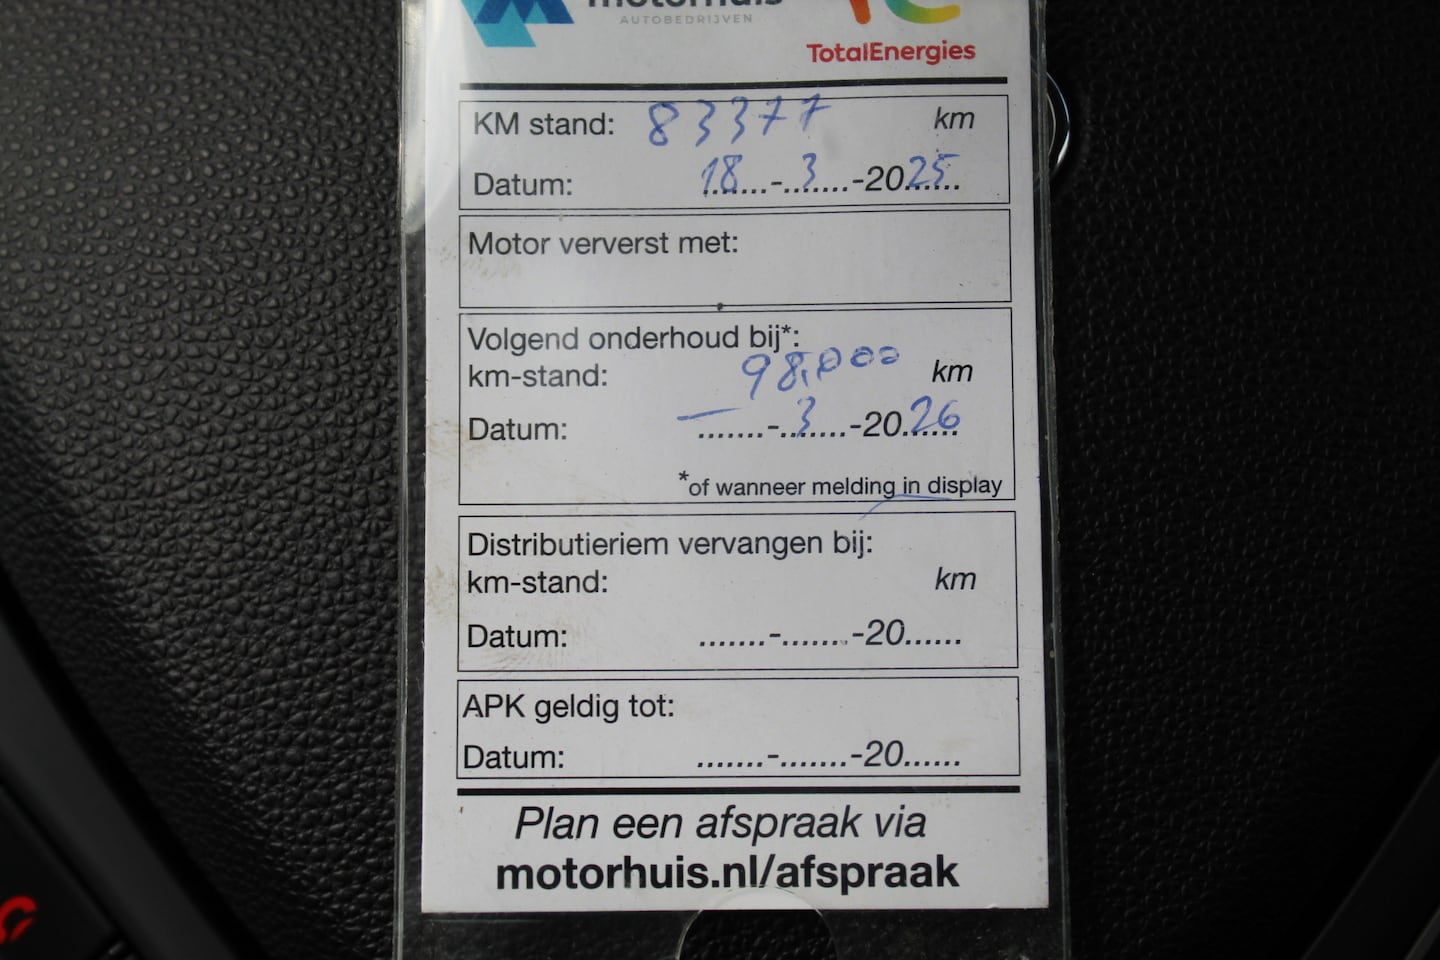 motorhuis
AUTOBEDRIJVEN
TotalEnergies
KM stand: 83377 km
Datum: 18.....-.3.....-2025...
Motor ververst met:
Volgend onderhoud bij*:
km-stand: 98.000 km
Datum: — .......-.3.....-2026...
*of wanneer melding in display
Distributieriem vervangen bij:
km-stand: km
Datum: .......-.......-20......
APK geldig tot:
Datum: .......-.......-20......
Plan een afspraak via
motorhuis.nl/afspraak